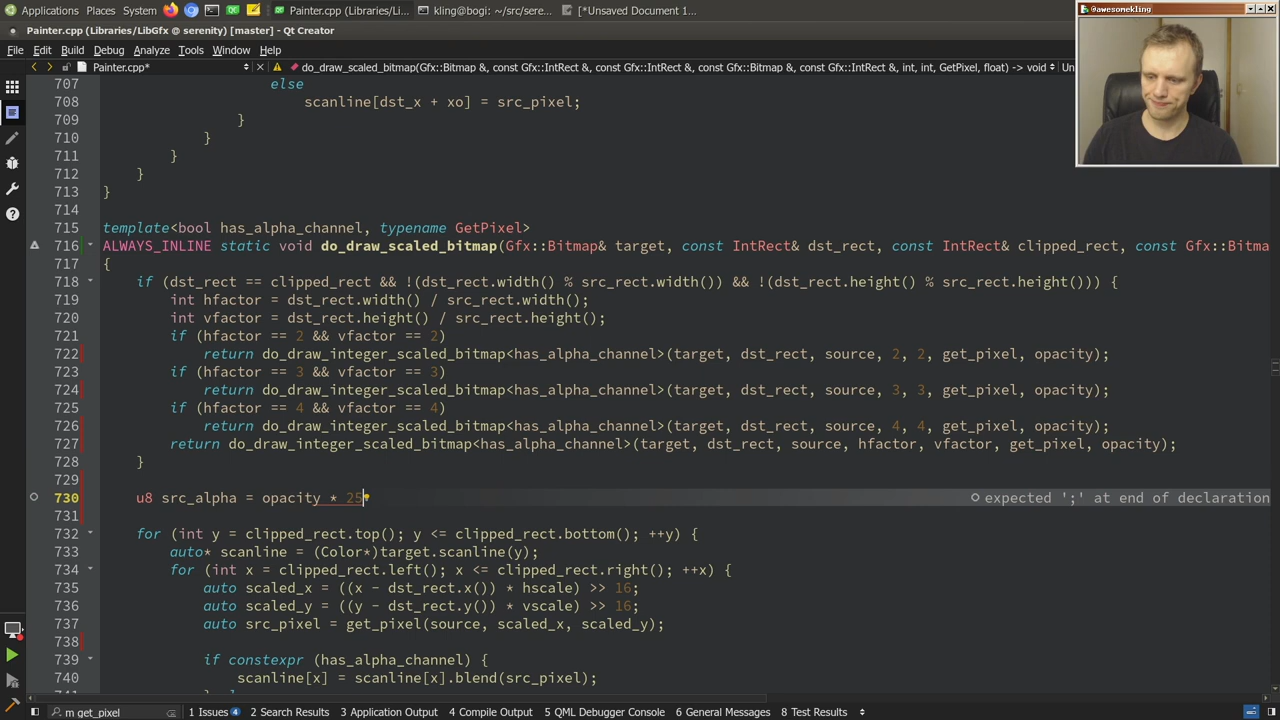 Applications Places System Painter.cpp (Libraries/Li... kling@bogi: ~/src/sere... [*Unsaved Document 1... @awesomekling
Painter.cpp (Libraries/LibGfx @ serenity) [master] - Qt Creator
File Edit Build Debug Analyze Tools Window Help
Painter.cpp* do_draw_scaled_bitmap(Gfx::Bitmap &, const Gfx::IntRect &, const Gfx::IntRect &, const Gfx::Bitmap &, const Gfx::IntRect &, int, int, GetPixel, float) -> void Un
707 else
708 scanline[dst_x + xo] = src_pixel;
709 }
710 }
711 }
712 }
713 }
714
715 template<bool has_alpha_channel, typename GetPixel>
716 ALWAYS_INLINE static void do_draw_scaled_bitmap(Gfx::Bitmap& target, const IntRect& dst_rect, const IntRect& clipped_rect, const Gfx::Bitma
717 {
718 if (dst_rect == clipped_rect && !(dst_rect.width() % src_rect.width()) && !(dst_rect.height() % src_rect.height())) {
719 int hfactor = dst_rect.width() / src_rect.width();
720 int vfactor = dst_rect.height() / src_rect.height();
721 if (hfactor == 2 && vfactor == 2)
722 return do_draw_integer_scaled_bitmap<has_alpha_channel>(target, dst_rect, source, 2, 2, get_pixel, opacity);
723 if (hfactor == 3 && vfactor == 3)
724 return do_draw_integer_scaled_bitmap<has_alpha_channel>(target, dst_rect, source, 3, 3, get_pixel, opacity);
725 if (hfactor == 4 && vfactor == 4)
726 return do_draw_integer_scaled_bitmap<has_alpha_channel>(target, dst_rect, source, 4, 4, get_pixel, opacity);
727 return do_draw_integer_scaled_bitmap<has_alpha_channel>(target, dst_rect, source, hfactor, vfactor, get_pixel, opacity);
728 }
729
730 u8 src_alpha = opacity * 25 expected ';' at end of declaration
731
732 for (int y = clipped_rect.top(); y <= clipped_rect.bottom(); ++y) {
733 auto* scanline = (Color*)target.scanline(y);
734 for (int x = clipped_rect.left(); x <= clipped_rect.right(); ++x) {
735 auto scaled_x = ((x - dst_rect.x()) * hscale) >> 16;
736 auto scaled_y = ((y - dst_rect.y()) * vscale) >> 16;
737 auto src_pixel = get_pixel(source, scaled_x, scaled_y);
738
739 if constexpr (has_alpha_channel) {
740 scanline[x] = scanline[x].blend(src_pixel);
m get_pixel 1 Issues 4 2 Search Results 3 Application Output 4 Compile Output 5 QML Debugger Console 6 General Messages 8 Test Results